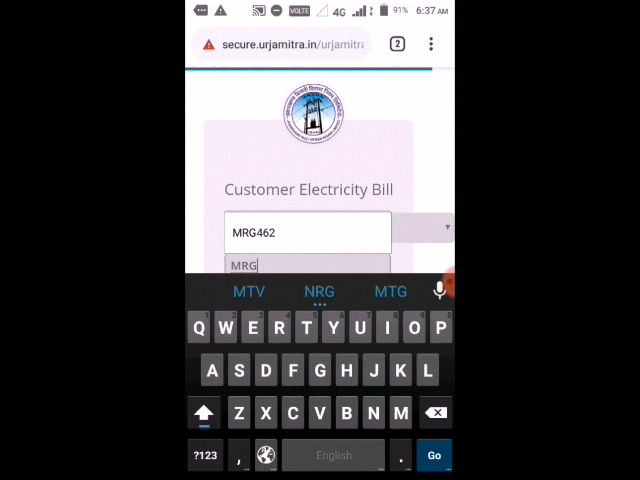 VOLTE 4G 91% 6:37 AM
secure.urjamitra.in/urjamitra
2
Customer Electricity Bill
MRG462
MRG
MTV NRG MTG
Q W E R T Y U I O P
A S D F G H J K L
Z X C V B N M
?123 , English . Go